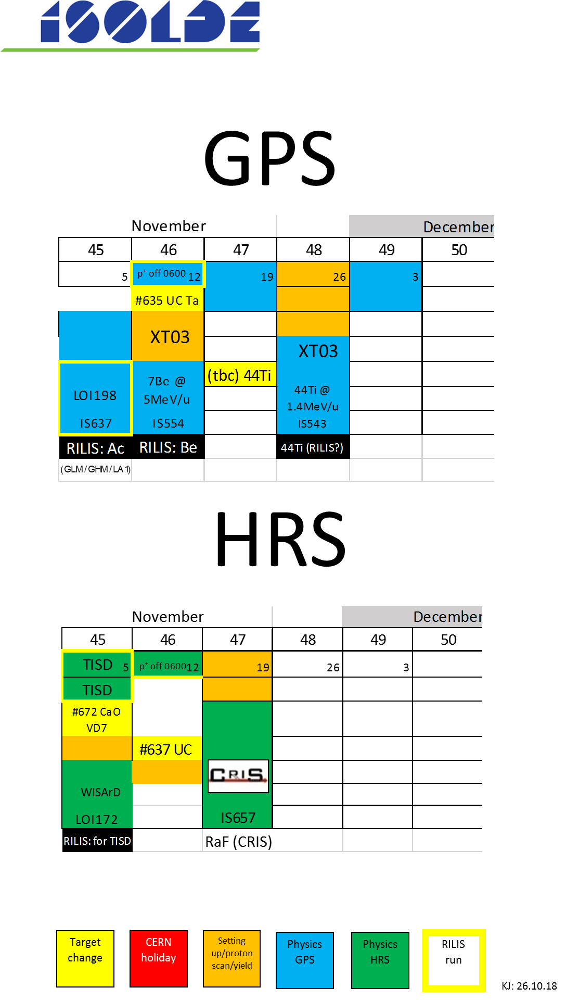 ISOLDE
GPS
November December
45 46 47 48 49 50
5 p+ off 0600 12 19 26 3
#635 UC Ta
XT03
XT03
(tbc) 44Ti
7Be @
5MeV/u
44Ti @
1.4MeV/u
LOI198
IS637 IS554 IS543
RILIS: Ac RILIS: Be 44Ti (RILIS?)
(GLM/GHM/LA1)
HRS
November December
45 46 47 48 49 50
TISD 5 p+ off 0600 12 19 26 3
TISD
#672 CaO
VD7
#637 UC
CRIS
WISArD
LOI172 IS657
RILIS: for TISD RaF (CRIS)
Target
change
CERN
holiday
Setting
up/proton
scan/yield
Physics
GPS
Physics
HRS
RILIS
run
KJ: 26.10.18